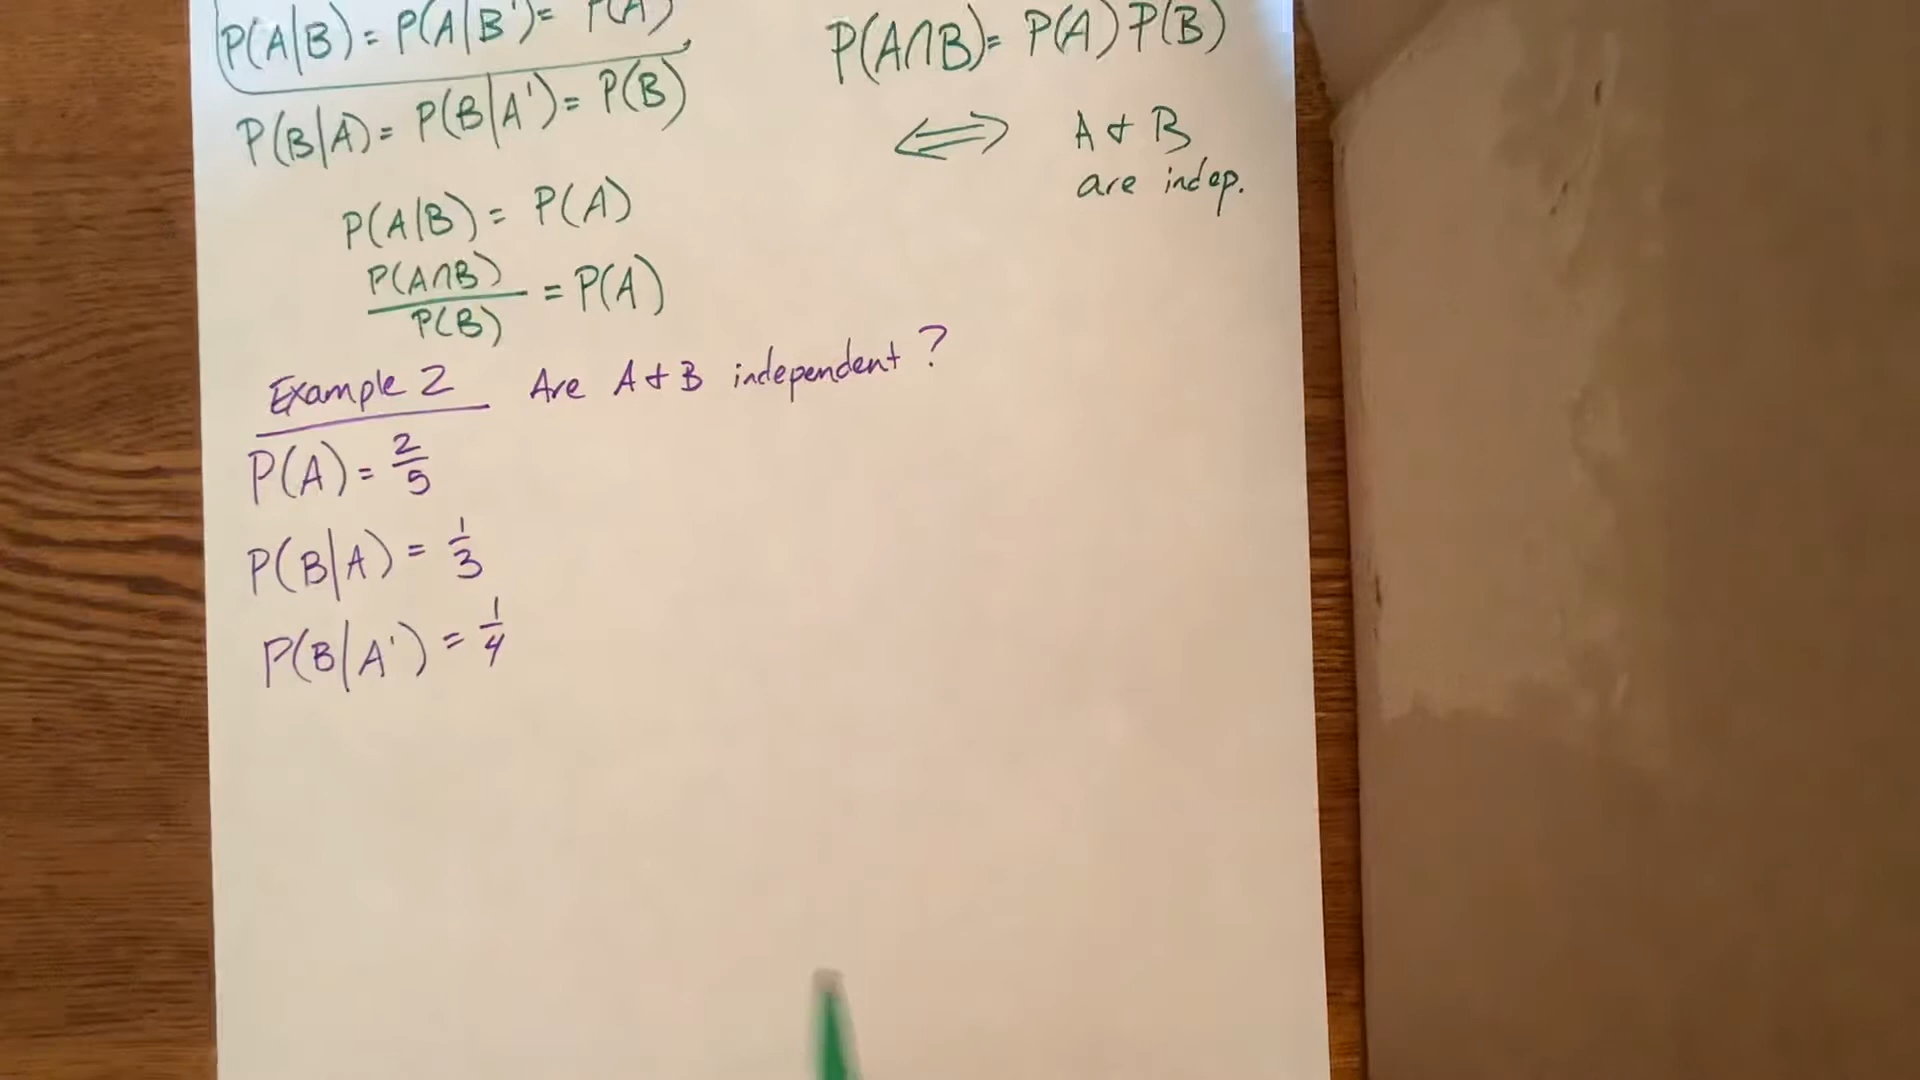 P(A|B) = P(A|B') = P(A)
P(B|A) = P(B|A') = P(B)
P(A|B) = P(A)
P(A∩B)
P(B)
= P(A)
P(A∩B) = P(A) P(B)
⟺ A + B
are indep.
Example 2 Are A + B independent?
P(A) = 2/5
P(B|A) = 1/3
P(B|A') = 1/4